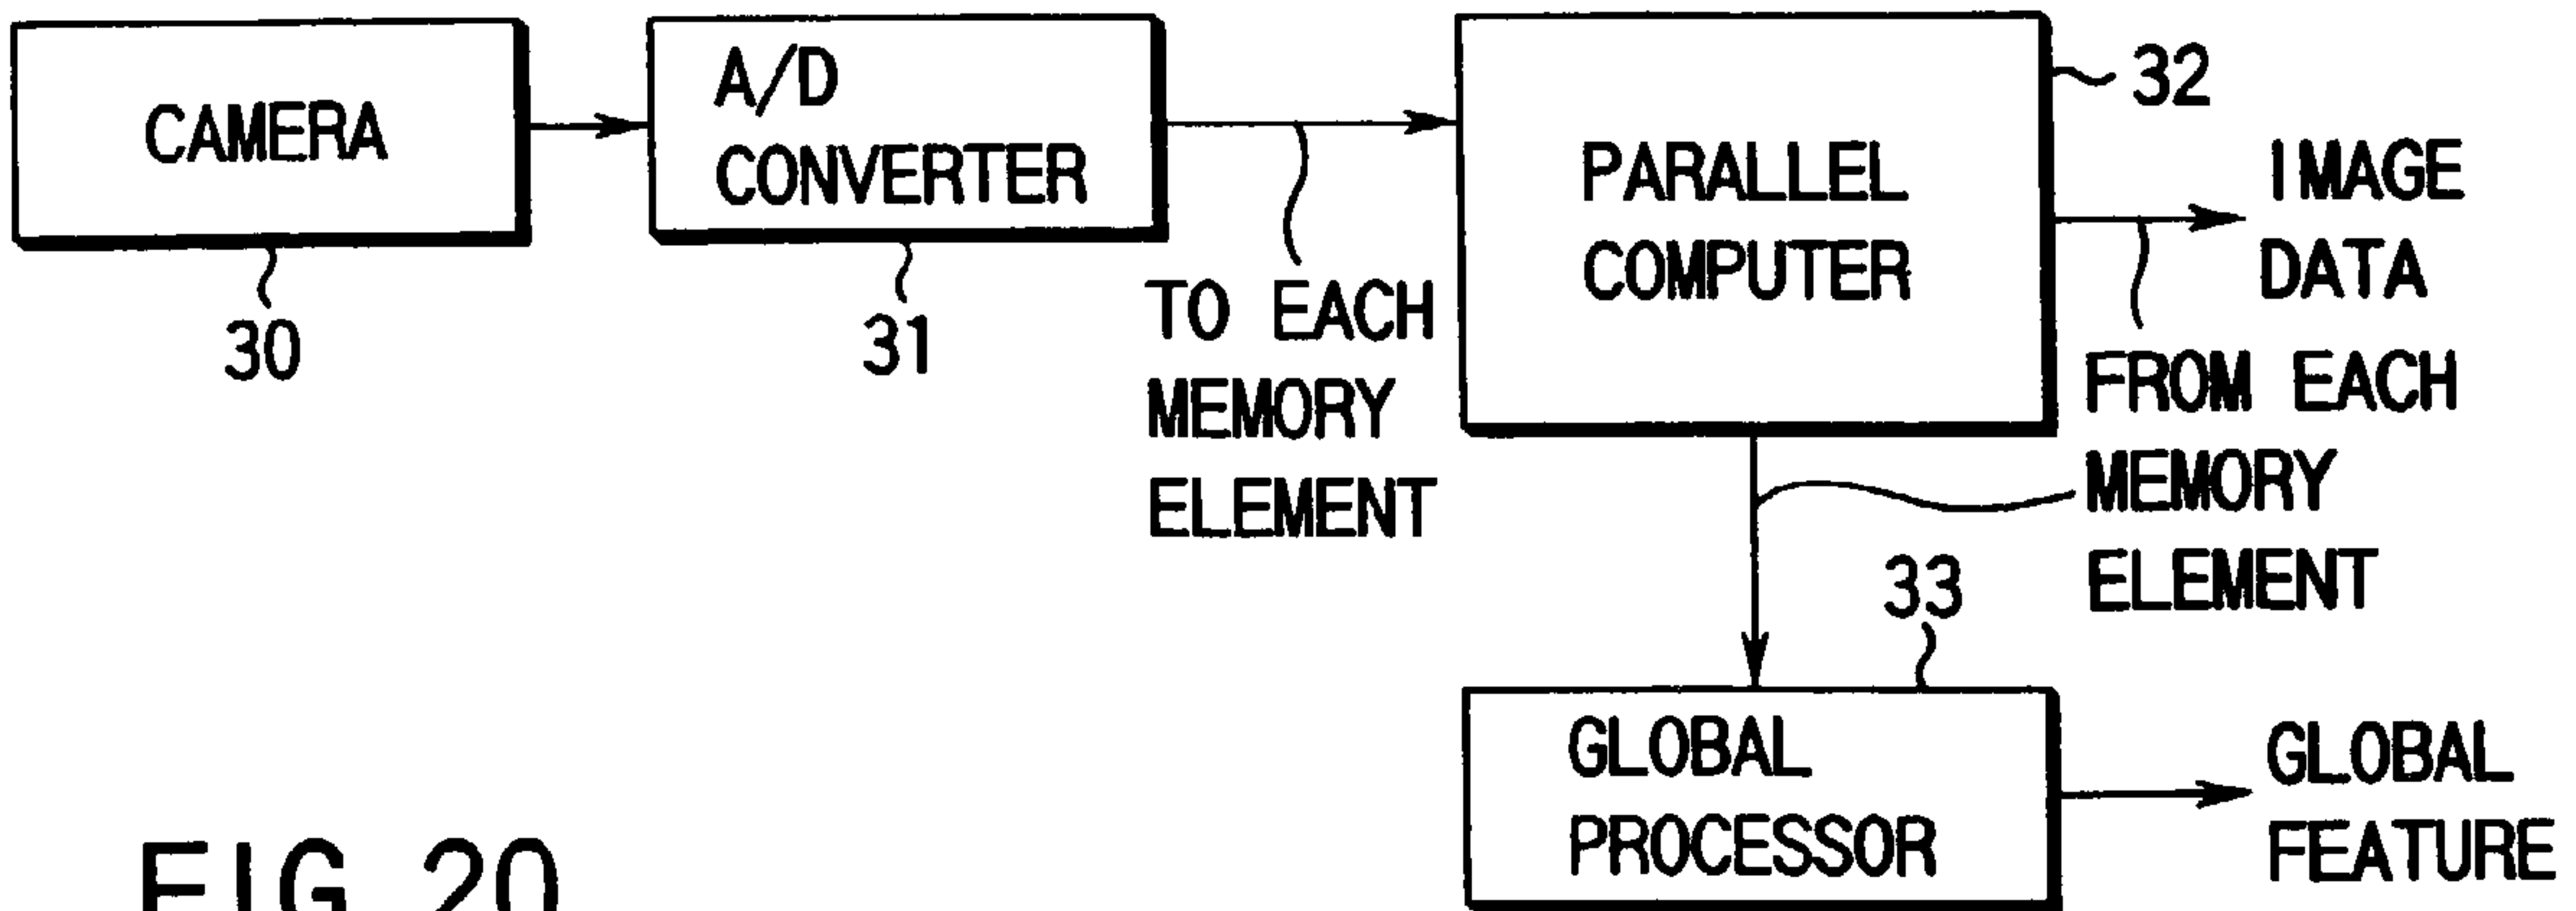 CAMERA
30
A/D
CONVERTER
31
TO EACH
MEMORY
ELEMENT
PARALLEL
COMPUTER
32
IMAGE
DATA
FROM EACH
MEMORY
ELEMENT
33
GLOBAL
PROCESSOR
GLOBAL
FEATURE
FIG 20